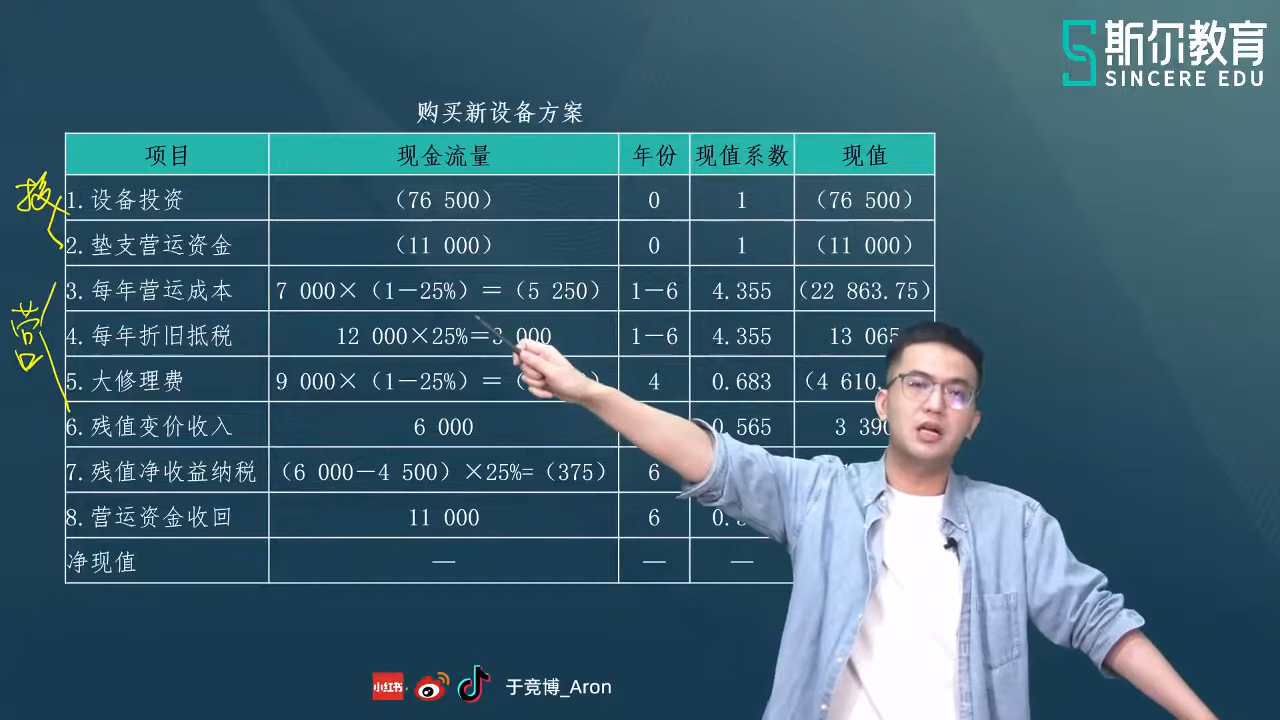 斯尔教育
SINCERE EDU
购买新设备方案
项目 现金流量 年份 现值系数 现值
1.设备投资 （76 500） 0 1 （76 500）
2.垫支营运资金 （11 000） 0 1 （11 000）
3.每年营运成本 7 000×（1－25%）＝（5 250） 1－6 4.355 （22 863.75）
4.每年折旧抵税 12 000×25%＝3 000 1－6 4.355 13 065
5.大修理费 9 000×（1－25%）＝（ ） 4 0.683 （4 610.
6.残值变价收入 6 000 0.565 3 390
7.残值净收益纳税 （6 000－4 500）×25%=（375） 6
8.营运资金收回 11 000 6 0.
净现值 — — —
营
小红书
于竞博_Aron